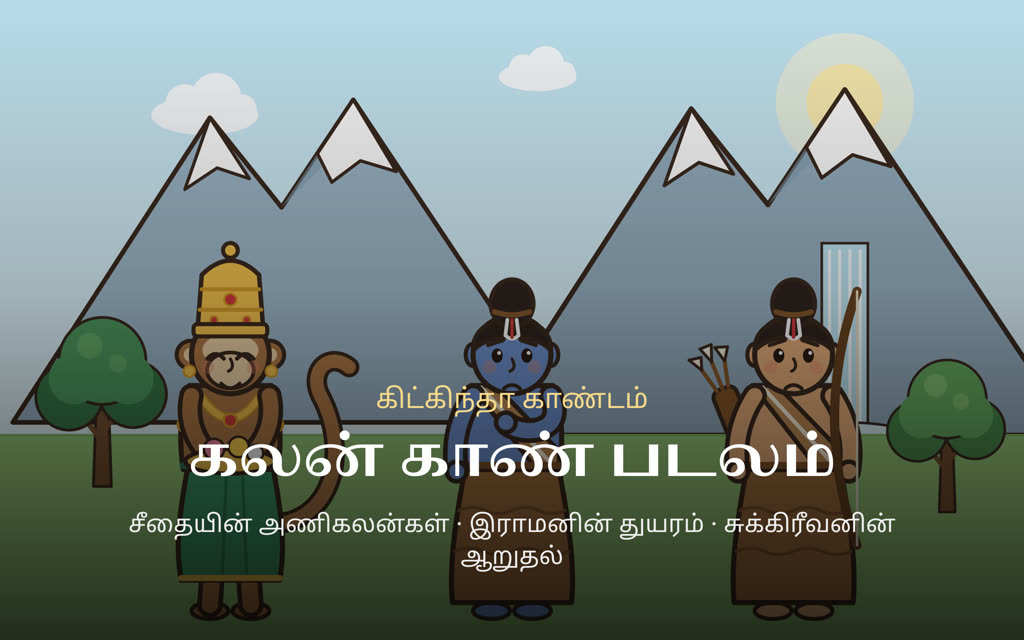 கிட்கிந்தா காண்டம்
கலன் காண் படலம்
சீதையின் அணிகலன்கள் · இராமனின் துயரம் · சுக்கிரீவனின்
ஆறுதல்